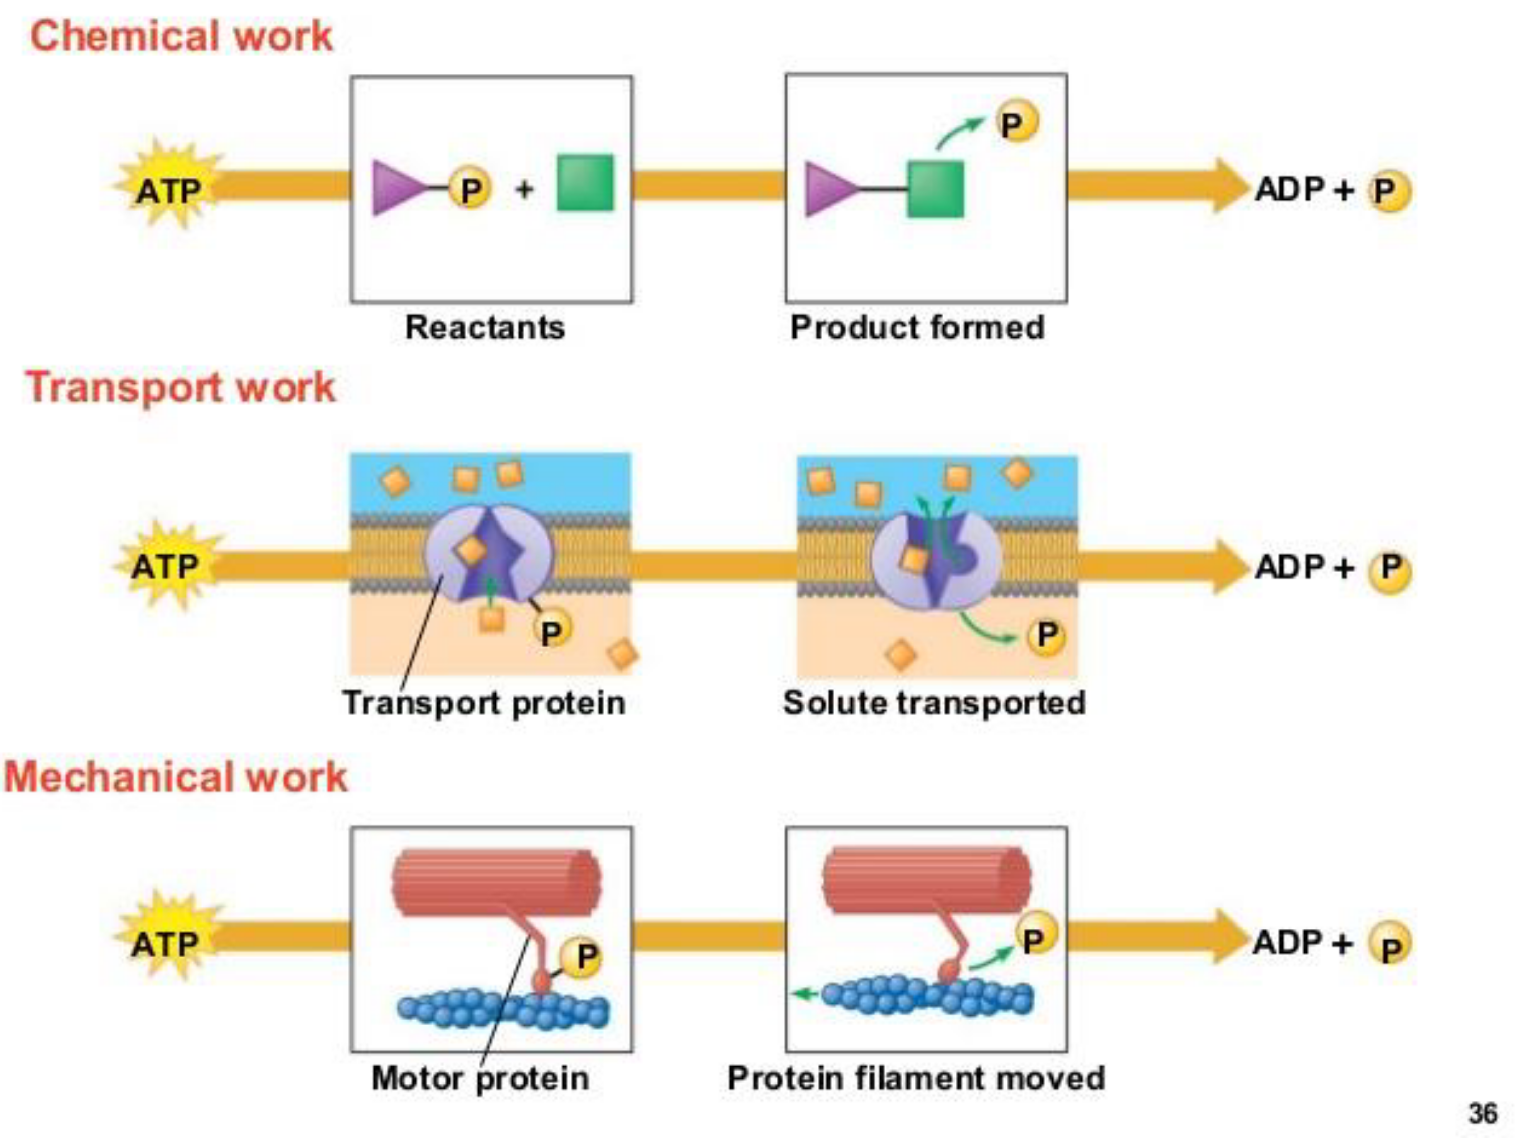 Chemical work
P
ATP P + ADP + P
Reactants Product formed
Transport work
ATP ADP + P
P P
Transport protein Solute transported
Mechanical work
ATP P P ADP + P
Motor protein Protein filament moved
36